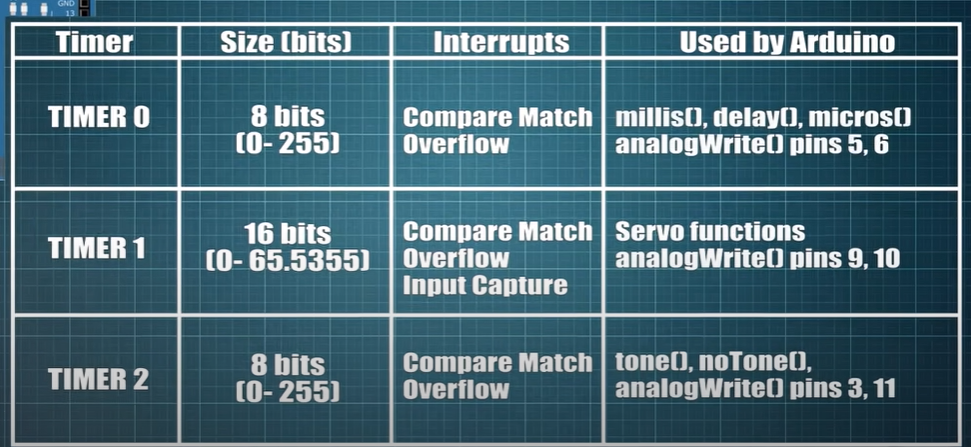 GND
13
Timer Size (bits) Interrupts Used by Arduino
TIMER 0
8 bits
(0- 255)
Compare Match
Overflow
millis(), delay(), micros()
analogWrite() pins 5, 6
TIMER 1
16 bits
(0- 65.5355)
Compare Match
Overflow
Input Capture
Servo functions
analogWrite() pins 9, 10
TIMER 2
8 bits
(0- 255)
Compare Match
Overflow
tone(), noTone(),
analogWrite() pins 3, 11